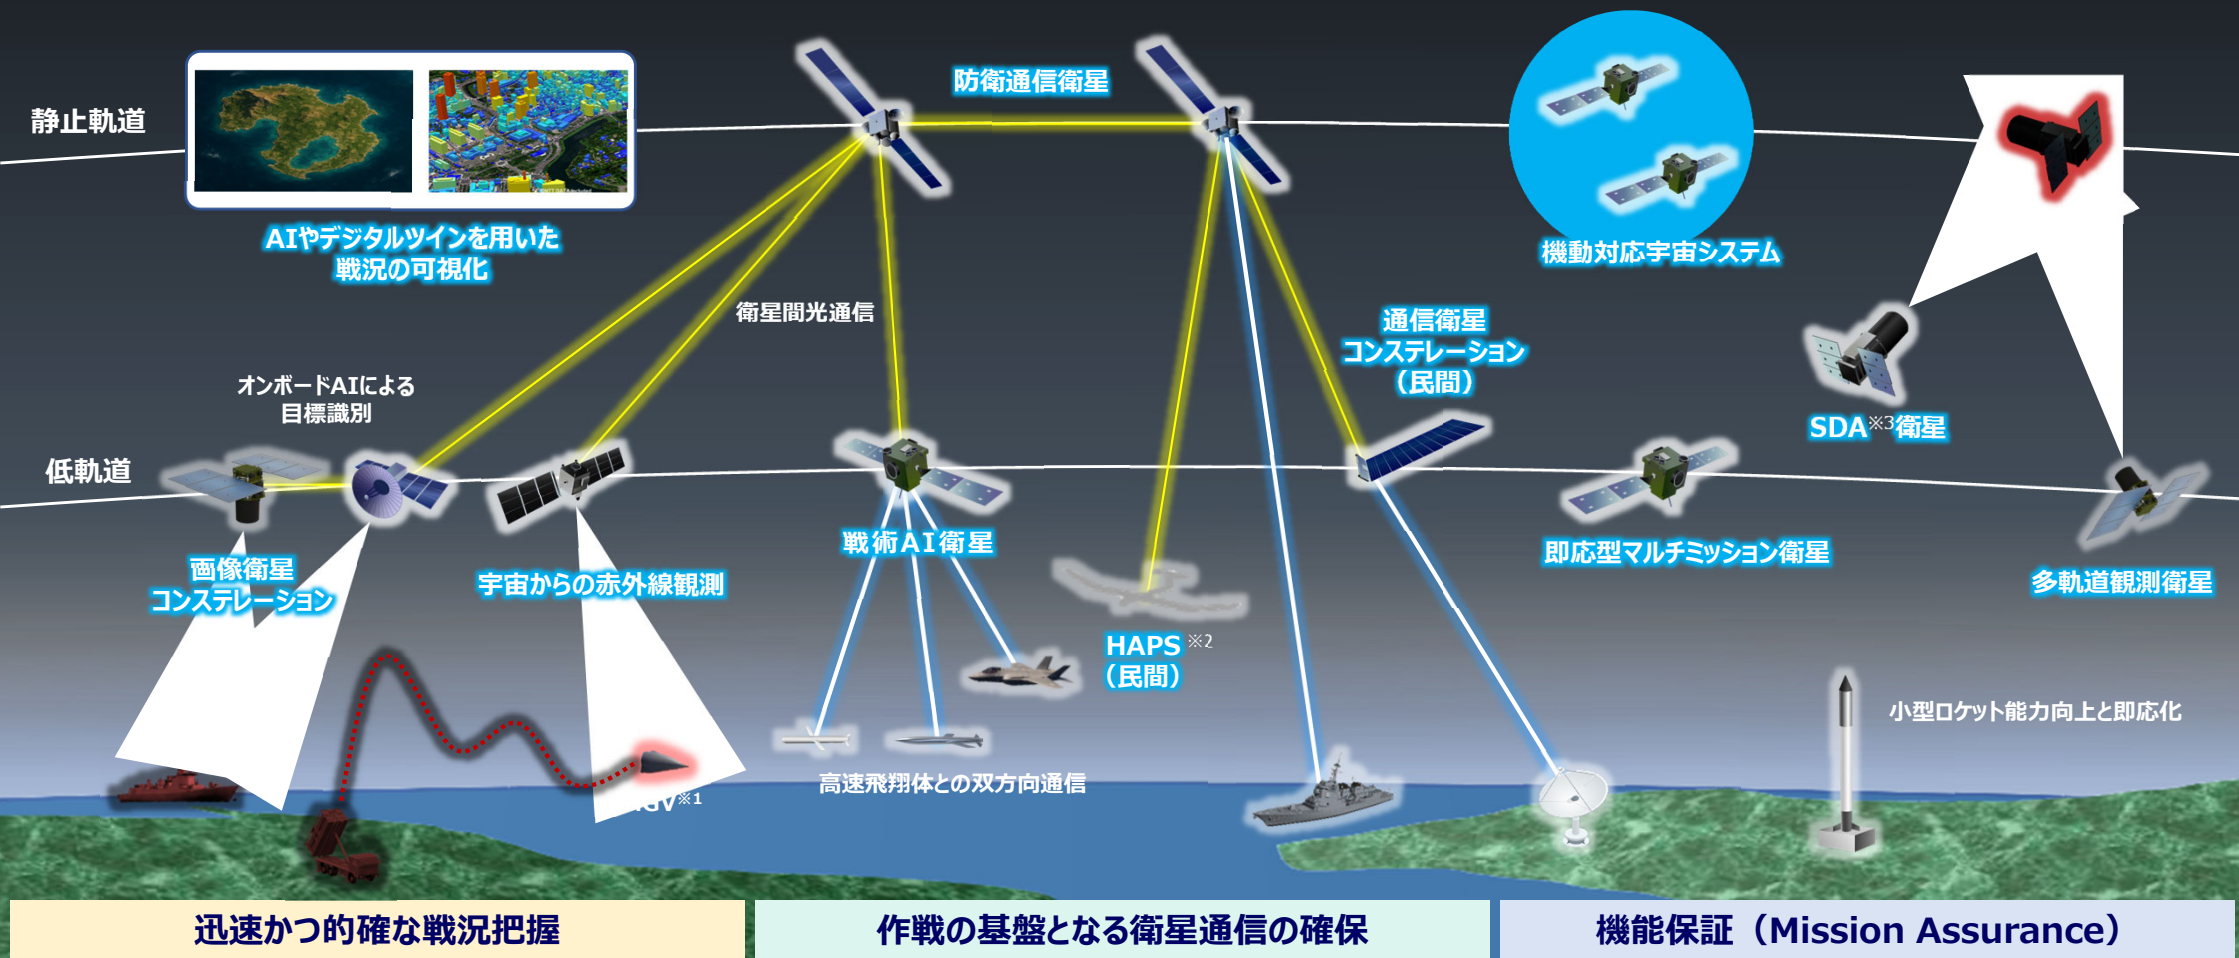 静止軌道
AIやデジタルツインを用いた
戦況の可視化
防衛通信衛星
機動対応宇宙システム
衛星間光通信
通信衛星
コンステレーション
（民間）
オンボードAIによる
目標識別
SDA※3衛星
低軌道
戦術AI衛星
即応型マルチミッション衛星
画像衛星
コンステレーション
宇宙からの赤外線観測
多軌道観測衛星
HAPS※2
（民間）
小型ロケット能力向上と即応化
高速飛翔体との双方向通信
HGV※1
迅速かつ的確な戦況把握
作戦の基盤となる衛星通信の確保
機能保証（Mission Assurance）